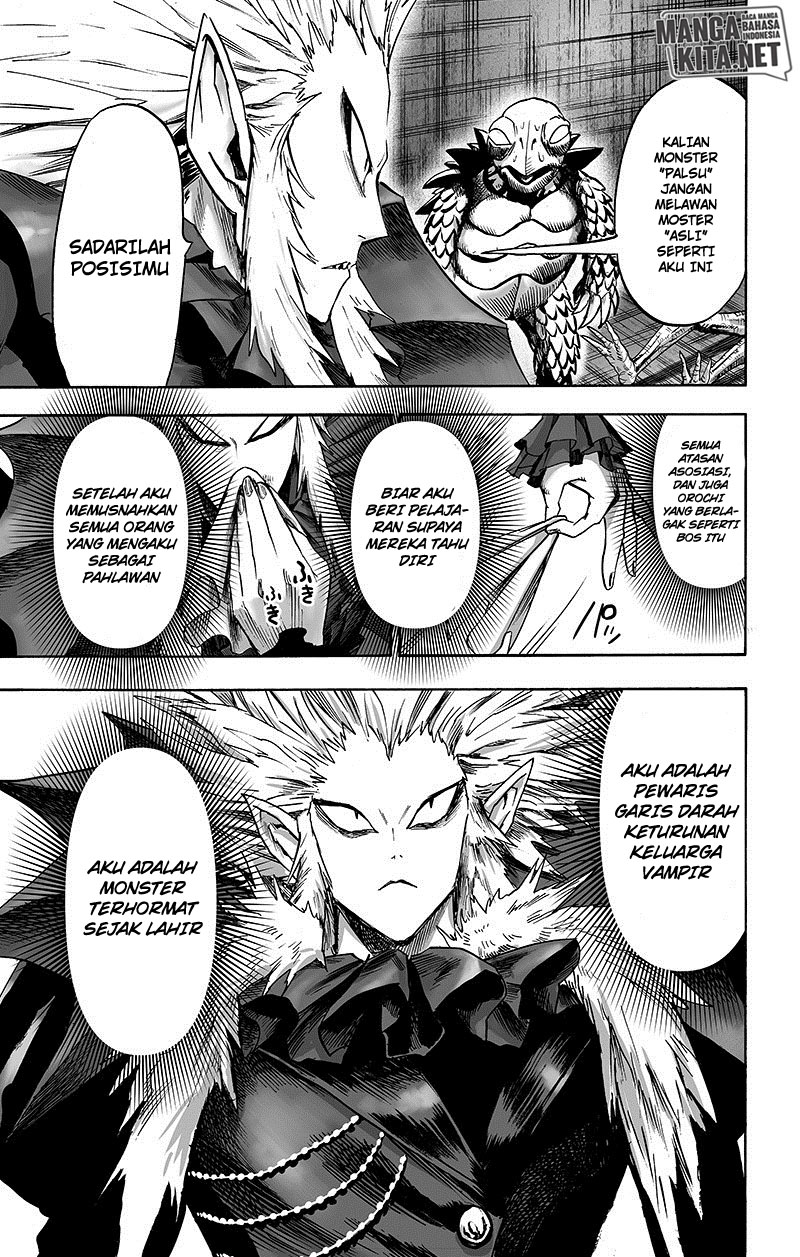 MANGA
KITA.NET
BACA MANGA
BAHASA
INDONESIA
KALIAN
MONSTER
"PALSU"
JANGAN
MELAWAN
MOSTER
"ASLI"
SEPERTI
AKU INI
SADARILAH
POSISIMU
SEMUA
ATASAN
ASOSIASI,
DAN JUGA
OROCHI
YANG BERLA-
GAK SEPERTI
BOS ITU
パッ
BIAR AKU
BERI PELAJA-
RAN SUPAYA
MEREKA TAHU
DIRI
ふき
ふき
SETELAH AKU
MEMUSNAHKAN
SEMUA ORANG
YANG MENGAKU
SEBAGAI
PAHLAWAN
AKU ADALAH
PEWARIS
GARIS DARAH
KETURUNAN
KELUARGA
VAMPIR
AKU ADALAH
MONSTER
TERHORMAT
SEJAK LAHIR